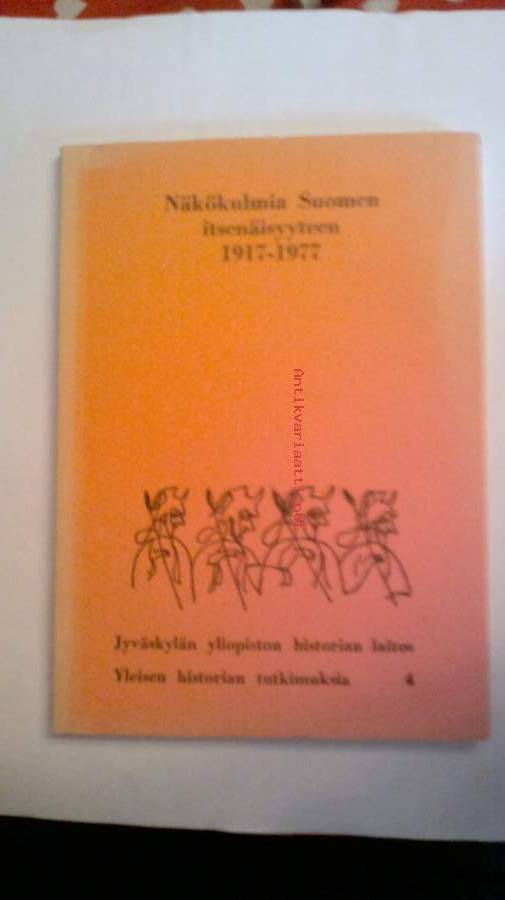 Näkökulmia Suomen
itsenäisyyteen
1917-1977
Antikvariaatti.net
Jyväskylän yliopiston historian laitos
Yleisen historian tutkimuksia 4